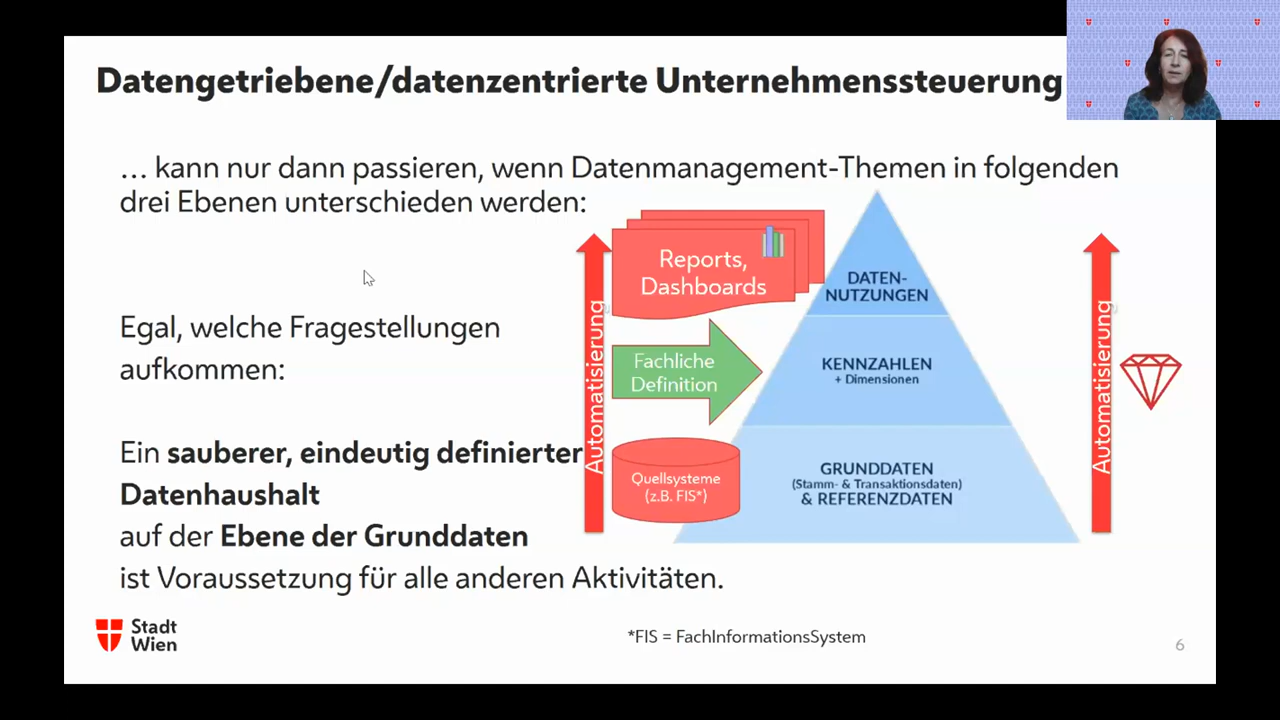 Datengetriebene/datenzentrierte Unternehmenssteuerung
... kann nur dann passieren, wenn Datenmanagement-Themen in folgenden
drei Ebenen unterschieden werden:
Egal, welche Fragestellungen
aufkommen:
Ein sauberer, eindeutig definierter
Datenhaushalt
auf der Ebene der Grunddaten
ist Voraussetzung für alle anderen Aktivitäten.
Automatisierung
Reports,
Dashboards
Fachliche
Definition
Quellsysteme
(z.B. FIS*)
DATEN-
NUTZUNGEN
KENNZAHLEN
+ Dimensionen
GRUNDDATEN
(Stamm- & Transaktionsdaten)
& REFERENZDATEN
Automatisierung
Stadt
Wien
*FIS = FachInformationsSystem
6